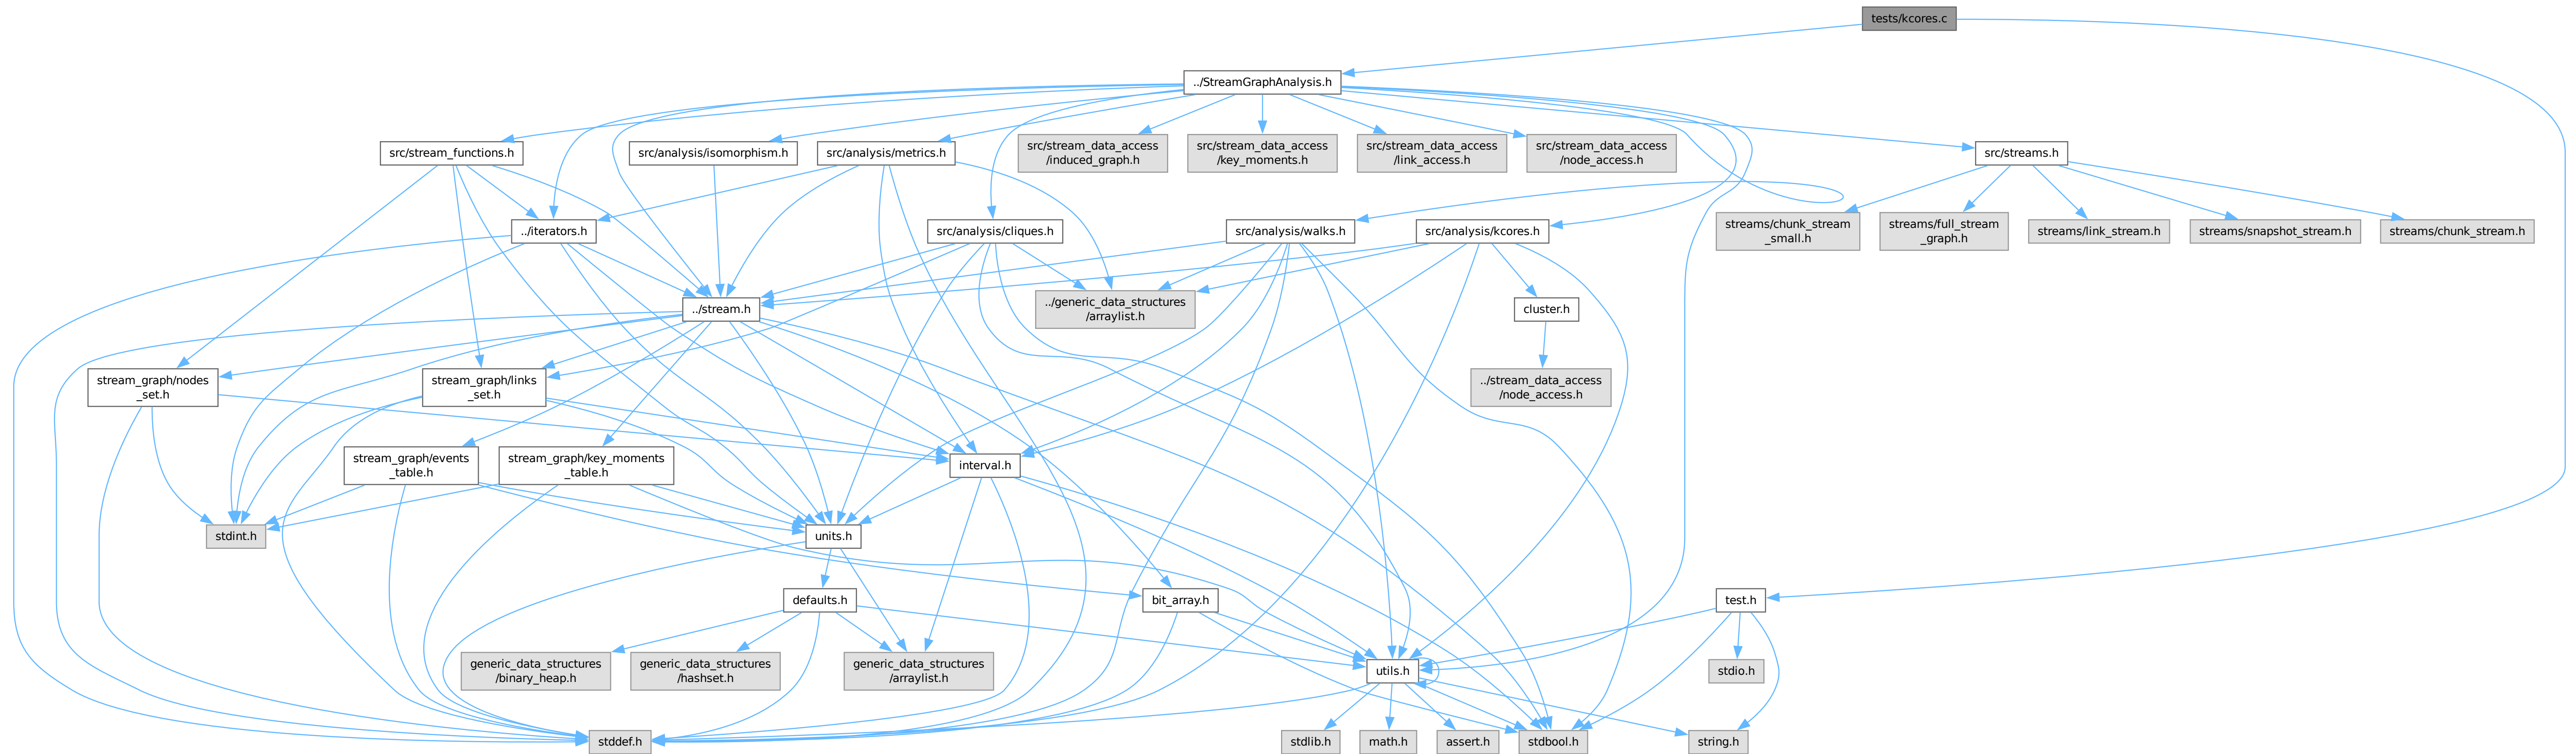 tests/kcores.c
../StreamGraphAnalysis.h
src/stream_functions.h
src/analysis/isomorphism.h
src/analysis/metrics.h
src/stream_data_access
/induced_graph.h
src/stream_data_access
/key_moments.h
src/stream_data_access
/link_access.h
src/stream_data_access
/node_access.h
src/streams.h
../iterators.h
src/analysis/cliques.h
src/analysis/walks.h
src/analysis/kcores.h
streams/chunk_stream
_small.h
streams/full_stream
_graph.h
streams/link_stream.h
streams/snapshot_stream.h
streams/chunk_stream.h
../stream.h
../generic_data_structures
/arraylist.h
cluster.h
stream_graph/nodes
_set.h
stream_graph/links
_set.h
../stream_data_access
/node_access.h
stream_graph/events
_table.h
stream_graph/key_moments
_table.h
interval.h
stdint.h
units.h
defaults.h
bit_array.h
test.h
generic_data_structures
/binary_heap.h
generic_data_structures
/hashset.h
generic_data_structures
/arraylist.h
utils.h
stdio.h
stddef.h
stdlib.h
math.h
assert.h
stdbool.h
string.h